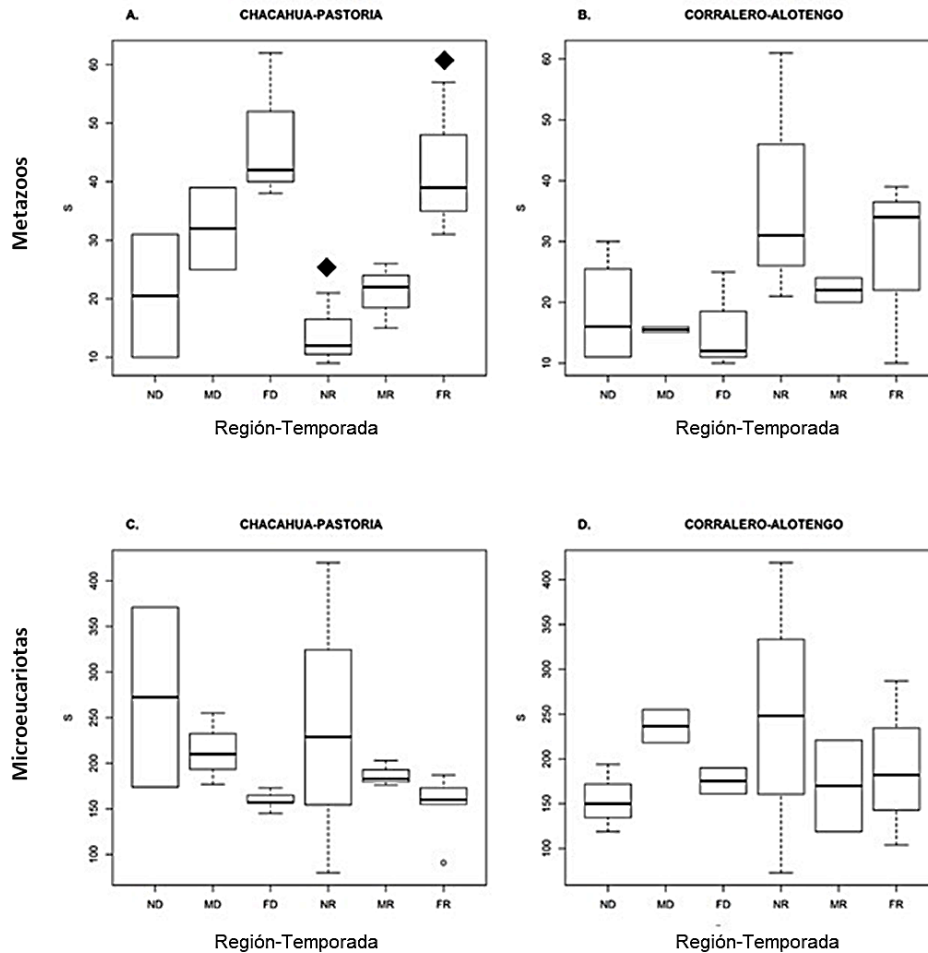 A. CHACAHUA-PASTORIA
B. CORRALERO-ALOTENGO
Metazoos
S
60
50
40
30
20
10
ND MD FD NR MR FR
Región-Temporada
S
60
50
40
30
20
10
ND MD FD NR MR FR
Región-Temporada
C. CHACAHUA-PASTORIA
D. CORRALERO-ALOTENGO
Microeucariotas
S
400
350
300
250
200
150
100
ND MD FD NR MR FR
Región-Temporada
S
400
350
300
250
200
150
100
ND MD FD NR MR FR
Región-Temporada